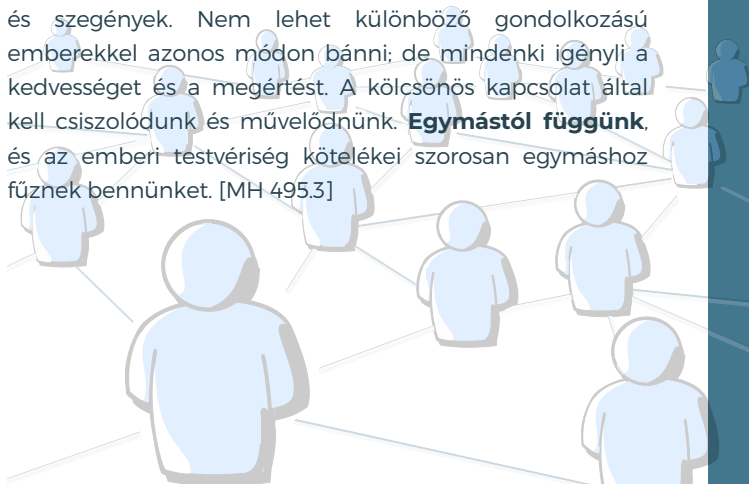 és szegények. Nem lehet különböző gondolkozású
emberekkel azonos módon bánni; de mindenki igényli a
kedvességet és a megértést. A kölcsönös kapcsolat által
kell csiszolódunk és művelődnünk. Egymástól függünk,
és az emberi testvériség kötelékei szorosan egymáshoz
fűznek bennünket. [MH 495.3]